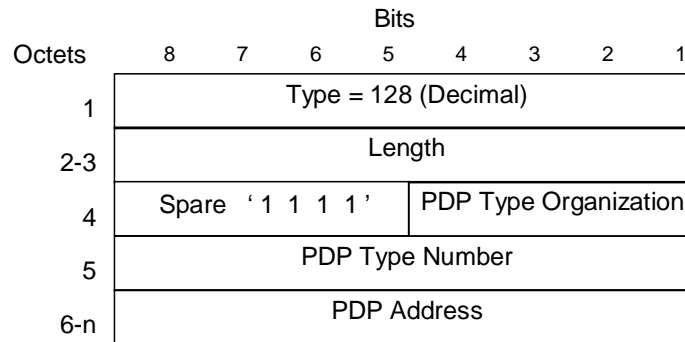 Bits
Octets 8 7 6 5 4 3 2 1
1 Type = 128 (Decimal)
2-3 Length
4 Spare ‘1 1 1 1’ PDP Type Organization
5 PDP Type Number
6-n PDP Address